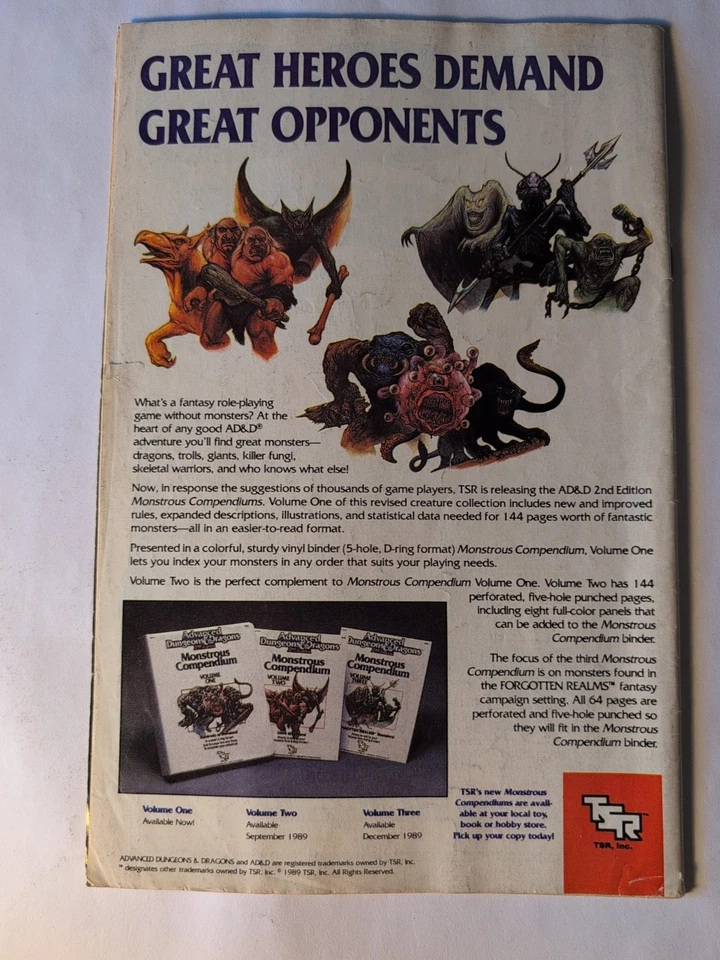 GREAT HEROES DEMAND
GREAT OPPONENTS
What's a fantasy role-playing
game without monsters? At the
heart of any good AD&D®
adventure you'll find great monsters—
dragons, trolls, giants, killer fungi,
skeletal warriors, and who knows what else!
Now, in response the suggestions of thousands of game players, TSR is releasing the AD&D 2nd Edition
Monstrous Compendiums. Volume One of this revised creature collection includes new and improved
rules, expanded descriptions, illustrations, and statistical data needed for 144 pages worth of fantastic
monsters—all in an easier-to-read format.
Presented in a colorful, sturdy vinyl binder (5-hole, D-ring format) Monstrous Compendium, Volume One
lets you index your monsters in any order that suits your playing needs.
Volume Two is the perfect complement to Monstrous Compendium Volume One. Volume Two has 144
perforated, five-hole punched pages,
including eight full-color panels that
can be added to the Monstrous
Compendium binder.
The focus of the third Monstrous
Compendium is on monsters found in
the FORGOTTEN REALMS™ fantasy
campaign setting. All 64 pages are
perforated and five-hole punched so
they will fit in the Monstrous
Compendium binder.
Advanced
Dungeons & Dragons
Monstrous
Compendium
VOLUME
ONE
TSR
Advanced
Dungeons & Dragons
Monstrous
Compendium
VOLUME
TWO
Advanced
Dungeons & Dragons
Monstrous
Compendium
VOLUME
THREE
Volume One
Available Now!
Volume Two
Available
September 1989
Volume Three
Available
December 1989
TSR's new Monstrous
Compendiums are avail-
able at your local toy,
book or hobby store.
Pick up your copy today!
TSR™
TSR, Inc.
ADVANCED DUNGEONS & DRAGONS and AD&D are registered trademarks owned by TSR, Inc.
™ designates other trademarks owned by TSR, Inc. © 1989 TSR, Inc. All Rights Reserved.